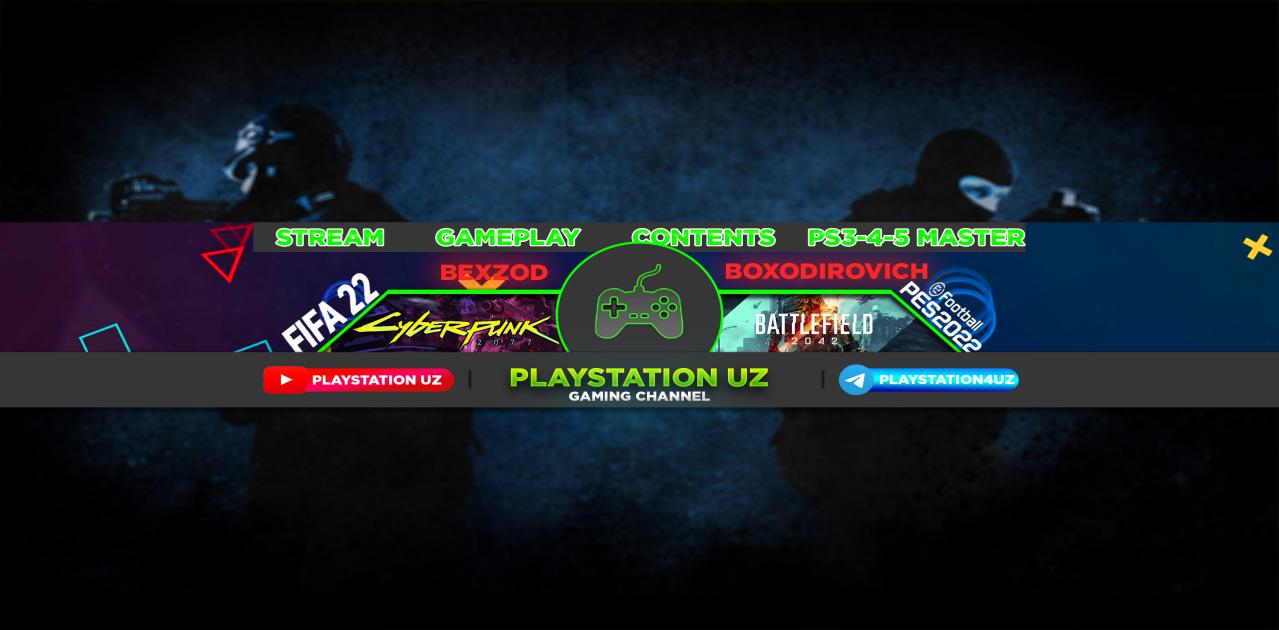 STREAM GAMEPLAY CONTENTS PS3-4-5 MASTER
BEXZOD BOXODIROVICH
FIFA 22
CYBERPUNK
2077
BATTLEFIELD
2042
eFootball
PES2022
PLAYSTATION UZ
PLAYSTATION UZ
GAMING CHANNEL
PLAYSTATION4UZ